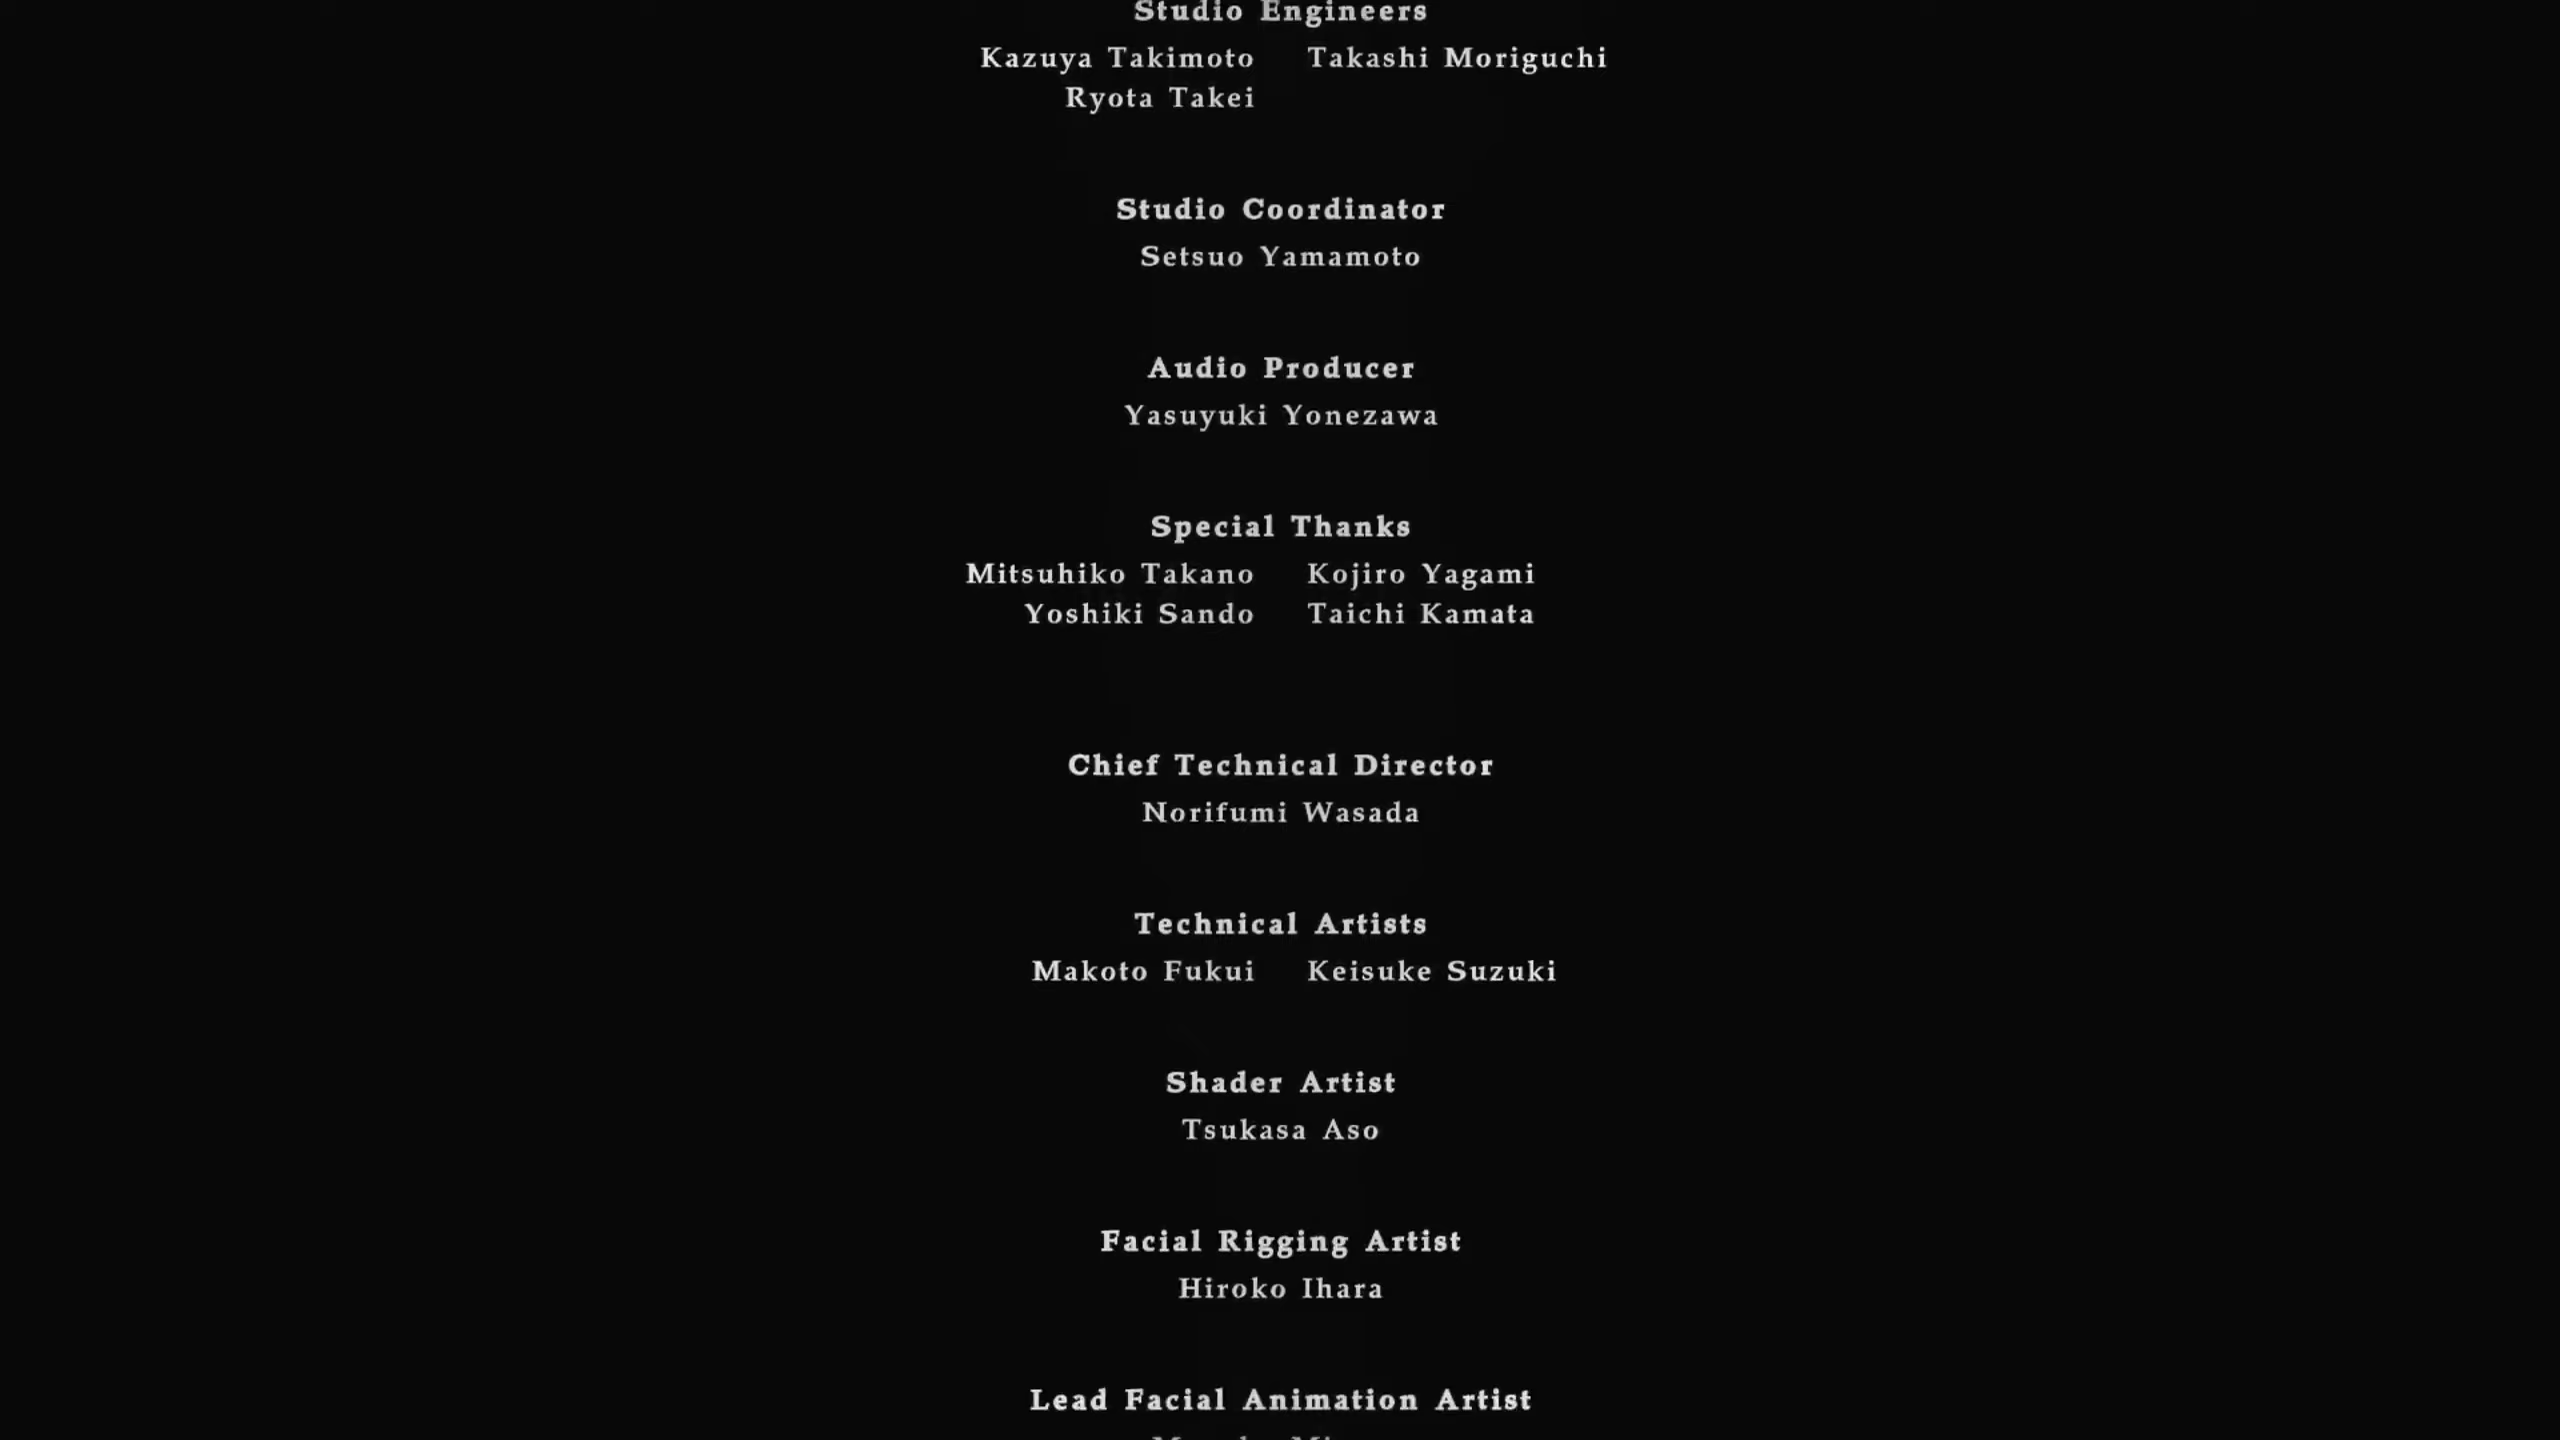 Studio Engineers
Kazuya Takimoto Takashi Moriguchi
Ryota Takei
Studio Coordinator
Setsuo Yamamoto
Audio Producer
Yasuyuki Yonezawa
Special Thanks
Mitsuhiko Takano Kojiro Yagami
Yoshiki Sando Taichi Kamata
Chief Technical Director
Norifumi Wasada
Technical Artists
Makoto Fukui Keisuke Suzuki
Shader Artist
Tsukasa Aso
Facial Rigging Artist
Hiroko Ihara
Lead Facial Animation Artist